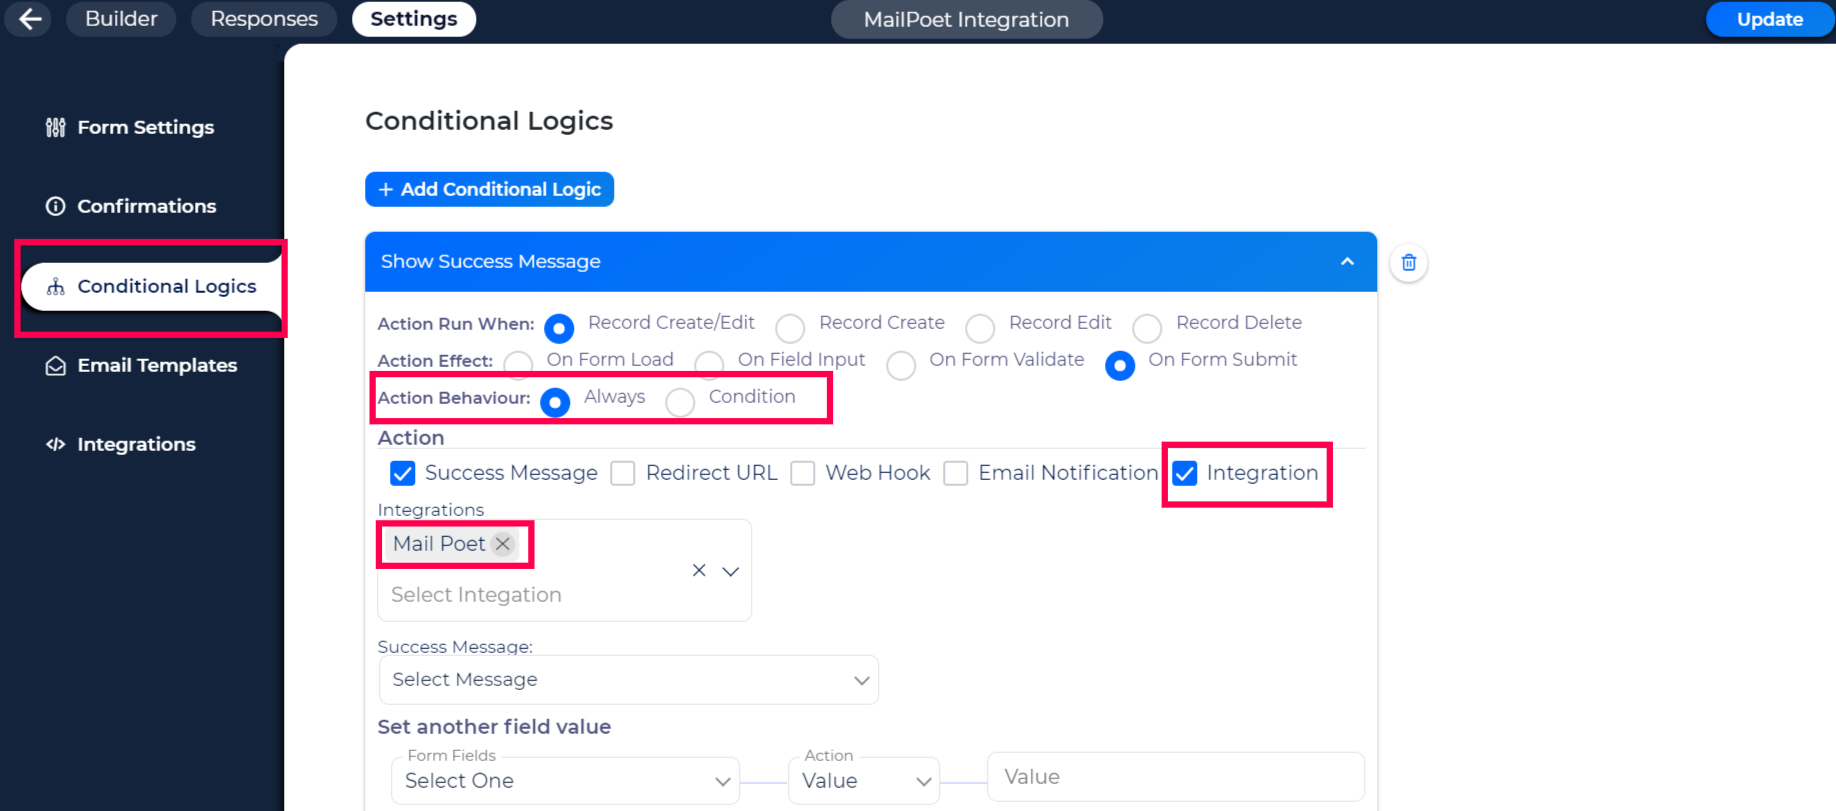 Builder Responses Settings MailPoet Integration Update
Form Settings
Confirmations
Conditional Logics
Email Templates
Integrations
Conditional Logics
+ Add Conditional Logic
Show Success Message
Action Run When: Record Create/Edit Record Create Record Edit Record Delete
Action Effect: On Form Load On Field Input On Form Validate On Form Submit
Action Behaviour: Always Condition
Action
Success Message Redirect URL Web Hook Email Notification Integration
Integrations
Mail Poet
Select Integation
Success Message:
Select Message
Set another field value
Form Fields Action
Select One Value Value